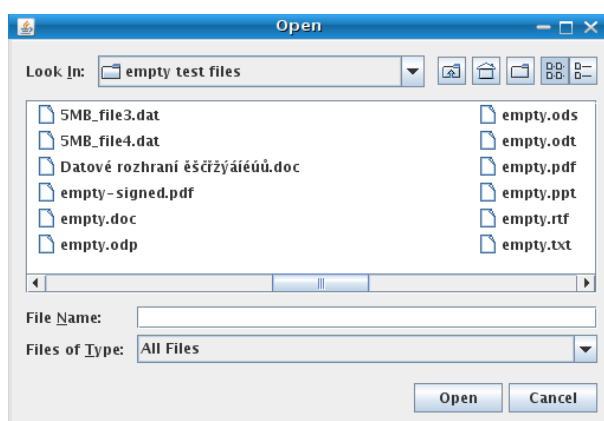 Open
Look In: empty test files
5MB_file3.dat
5MB_file4.dat
Datové rozhraní ěščřžýáíéúů.doc
empty-signed.pdf
empty.doc
empty.odp
empty.ods
empty.odt
empty.pdf
empty.ppt
empty.rtf
empty.txt
File Name:
Files of Type: All Files
Open Cancel